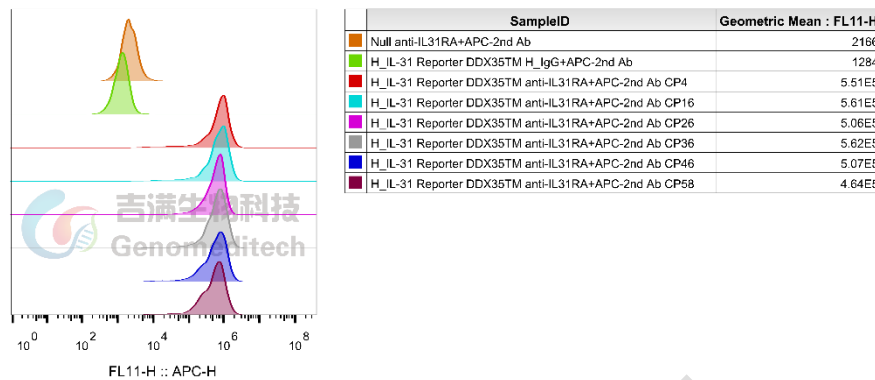 SampleID Geometric Mean : FL11-H
Null anti-IL31RA+APC-2nd Ab 2166
H_IL-31 Reporter DDX35TM H_IgG+APC-2nd Ab 1284
H_IL-31 Reporter DDX35TM anti-IL31RA+APC-2nd Ab CP4 5.51E5
H_IL-31 Reporter DDX35TM anti-IL31RA+APC-2nd Ab CP16 5.61E5
H_IL-31 Reporter DDX35TM anti-IL31RA+APC-2nd Ab CP26 5.06E5
H_IL-31 Reporter DDX35TM anti-IL31RA+APC-2nd Ab CP36 5.62E5
H_IL-31 Reporter DDX35TM anti-IL31RA+APC-2nd Ab CP46 5.07E5
H_IL-31 Reporter DDX35TM anti-IL31RA+APC-2nd Ab CP58 4.64E5
吉满生物科技
Genomeditech
10^0 10^2 10^4 10^6 10^8
FL11-H :: APC-H